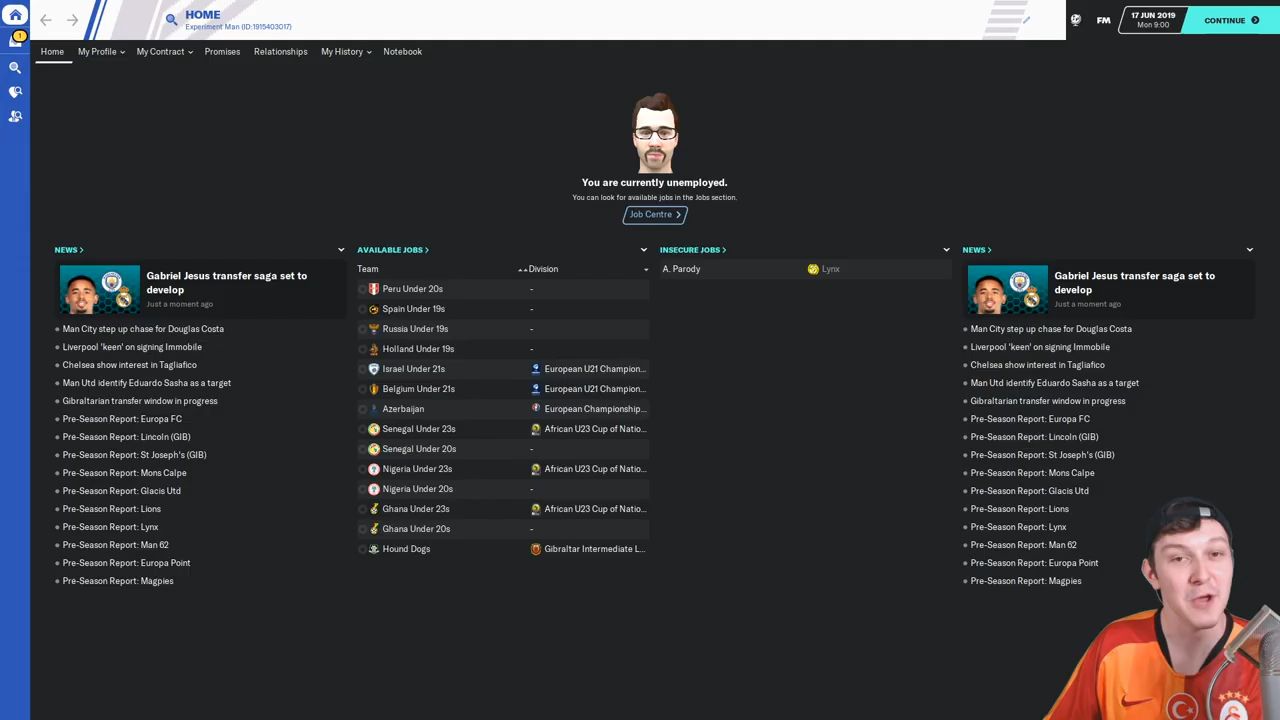 HOME
Experiment Man (ID:1915403017)
FM
17 JUN 2019
Mon 9:00
CONTINUE
1
Home
My Profile
My Contract
Promises
Relationships
My History
Notebook
You are currently unemployed.
You can look for available jobs in the Jobs section.
Job Centre
NEWS
Gabriel Jesus transfer saga set to
develop
Just a moment ago
Man City step up chase for Douglas Costa
Liverpool 'keen' on signing Immobile
Chelsea show interest in Tagliafico
Man Utd identify Eduardo Sasha as a target
Gibraltarian transfer window in progress
Pre-Season Report: Europa FC
Pre-Season Report: Lincoln (GIB)
Pre-Season Report: St Joseph's (GIB)
Pre-Season Report: Mons Calpe
Pre-Season Report: Glacis Utd
Pre-Season Report: Lions
Pre-Season Report: Lynx
Pre-Season Report: Man 62
Pre-Season Report: Europa Point
Pre-Season Report: Magpies
AVAILABLE JOBS
Team Division
Peru Under 20s -
Spain Under 19s -
Russia Under 19s -
Holland Under 19s -
Israel Under 21s European U21 Champion...
Belgium Under 21s European U21 Champion...
Azerbaijan European Championship...
Senegal Under 23s African U23 Cup of Natio...
Senegal Under 20s -
Nigeria Under 23s African U23 Cup of Natio...
Nigeria Under 20s -
Ghana Under 23s African U23 Cup of Natio...
Ghana Under 20s -
Hound Dogs Gibraltar Intermediate L...
INSECURE JOBS
A. Parody Lynx
NEWS
Gabriel Jesus transfer saga set to
develop
Just a moment ago
Man City step up chase for Douglas Costa
Liverpool 'keen' on signing Immobile
Chelsea show interest in Tagliafico
Man Utd identify Eduardo Sasha as a target
Gibraltarian transfer window in progress
Pre-Season Report: Europa FC
Pre-Season Report: Lincoln (GIB)
Pre-Season Report: St Joseph's (GIB)
Pre-Season Report: Mons Calpe
Pre-Season Report: Glacis Utd
Pre-Season Report: Lions
Pre-Season Report: Lynx
Pre-Season Report: Man 62
Pre-Season Report: Europa Point
Pre-Season Report: Magpies